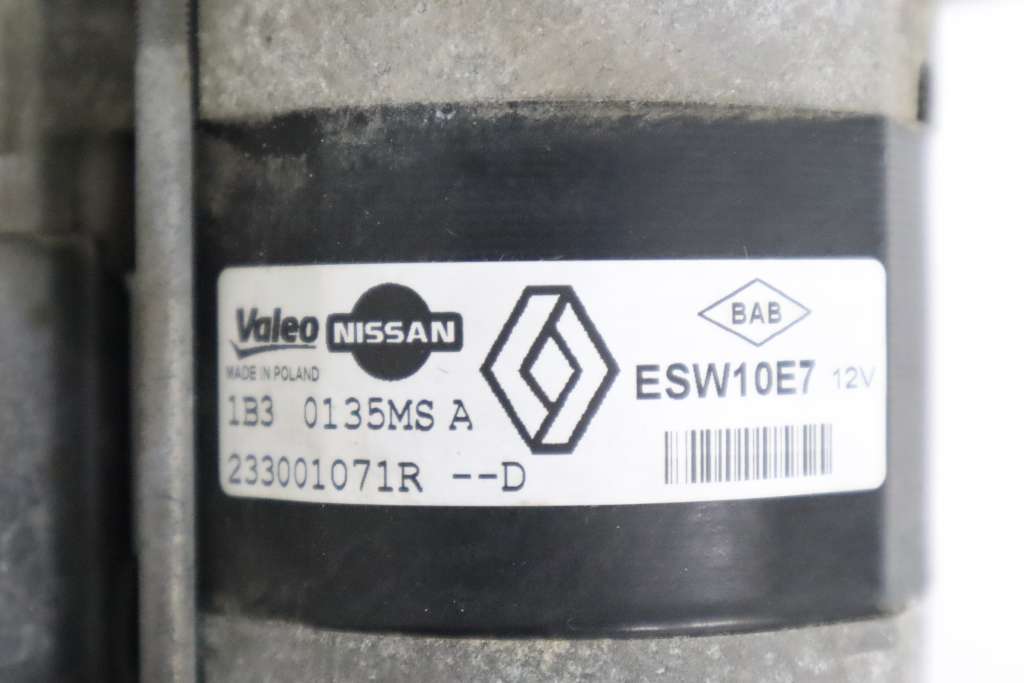 Valeo NISSAN BAB
MADE IN POLAND ESW10E7 12V
1B3 0135MS A
233001071R --D